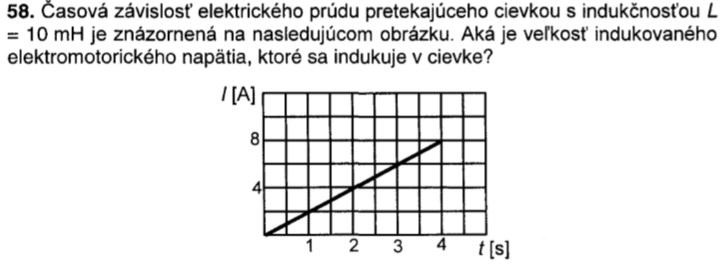 58. Časová závislosť elektrického prúdu pretekajúceho cievkou s indukčnosťou L
= 10 mH je znázornená na nasledujúcom obrázku. Aká je veľkosť indukovaného
elektromotorického napätia, ktoré sa indukuje v cievke?
I [A]
8
4
1 2 3 4 t [s]